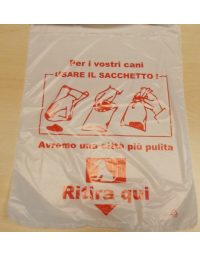 Per i vostri cani
USARE IL SACCHETTO!
Avremo una città più pulita
Ritira qui